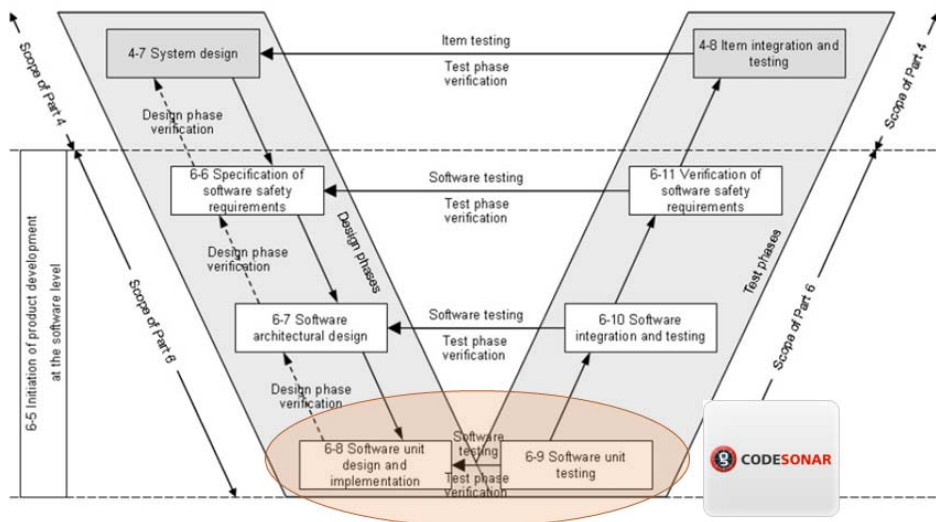 Scope of Part 4
4-7 System design
Item testing
Test phase
verification
4-8 Item integration and
testing
Scope of Part 4
Design phase
verification
6-6 Specification of
software safety
requirements
Software testing
Test phase
verification
6-11 Verification of
software safety
requirements
Design phases
Test phases
Design phase
verification
6-5 Initiation of product development
at the software level
Scope of Part 6
6-7 Software
architectural design
Software testing
Test phase
verification
6-10 Software
integration and testing
Scope of Part 6
Design phase
verification
6-8 Software unit
design and
implementation
Software
testing
Test phase
Verification
6-9 Software unit
testing
CODESONAR